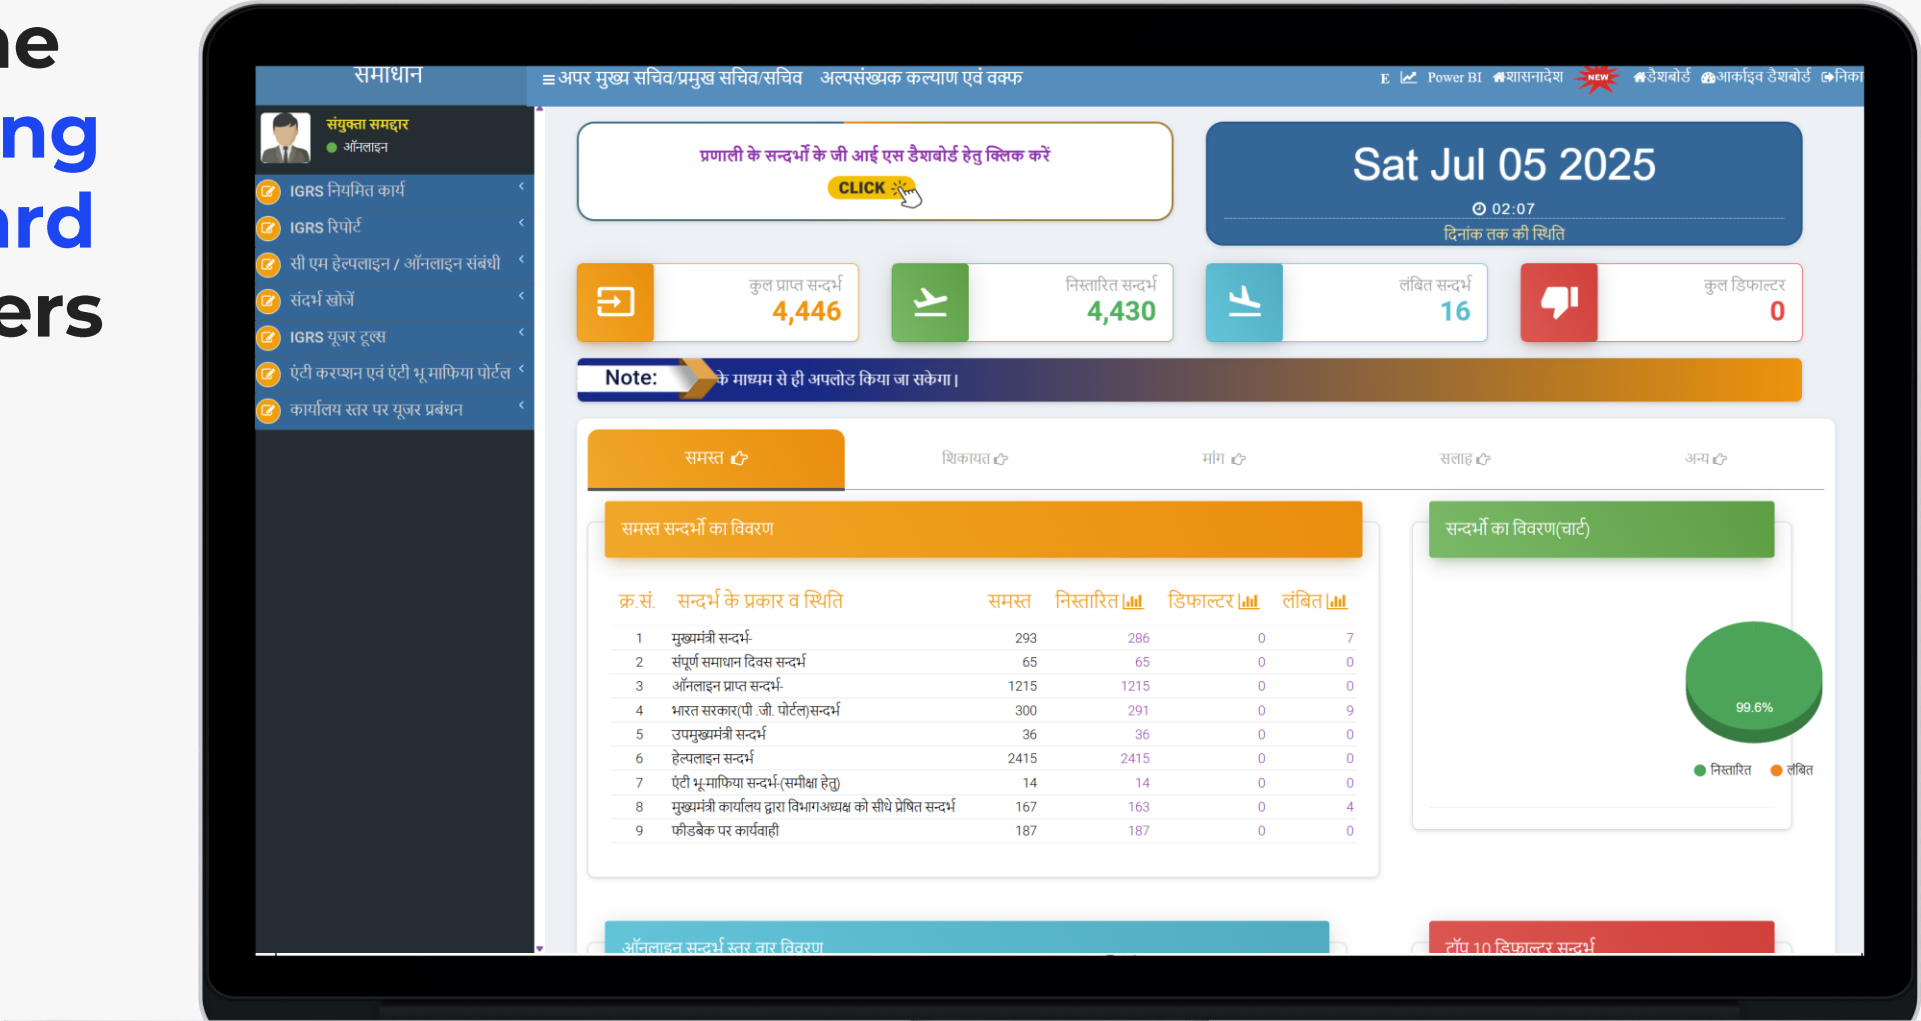 ne
ng
ard
ers
समाधान
अपर मुख्य सचिव/प्रमुख सचिव/सचिव अल्पसंख्यक कल्याण एवं वक्फ
E Power BI शासनादेश NEW डैशबोर्ड आर्काइव डैशबोर्ड निका
संयुक्ता समद्दार
ऑनलाइन
IGRS नियमित कार्य
IGRS रिपोर्ट
सी एम हेल्पलाइन / ऑनलाइन संबंधी
संदर्भ खोजें
IGRS यूजर टूल्स
एंटी करप्शन एवं एंटी भू माफिया पोर्टल
कार्यालय स्तर पर यूजर प्रबंधन
प्रणाली के सन्दर्भों के जी आई एस डैशबोर्ड हेतु क्लिक करें
CLICK
Sat Jul 05 2025
02:07
दिनांक तक की स्थिति
कुल प्राप्त सन्दर्भ
4,446
निस्तारित सन्दर्भ
4,430
लंबित सन्दर्भ
16
कुल डिफाल्टर
0
Note: के माध्यम से ही अपलोड किया जा सकेगा |
समस्त शिकायत मांग सलाह अन्य
समस्त सन्दर्भो का विवरण
क्र.सं. सन्दर्भ के प्रकार व स्थिति समस्त निस्तारित डिफाल्टर लंबित
1 मुख्यमंत्री सन्दर्भ- 293 286 0 7
2 संपूर्ण समाधान दिवस सन्दर्भ 65 65 0 0
3 ऑनलाइन प्राप्त सन्दर्भ- 1215 1215 0 0
4 भारत सरकार(पी .जी. पोर्टल)सन्दर्भ 300 291 0 9
5 उपमुख्यमंत्री सन्दर्भ 36 36 0 0
6 हेल्पलाइन सन्दर्भ 2415 2415 0 0
7 एंटी भू-माफिया सन्दर्भ-(समीक्षा हेतु) 14 14 0 0
8 मुख्यमंत्री कार्यालय द्वारा विभागअध्यक्ष को सीधे प्रेषित सन्दर्भ 167 163 0 4
9 फीडबैक पर कार्यवाही 187 187 0 0
सन्दर्भो का विवरण(चार्ट)
99.6%
निस्तारित लंबित
ऑनलाइन सन्दर्भ स्तर वार विवरण
टॉप 10 डिफाल्टर सन्दर्भ